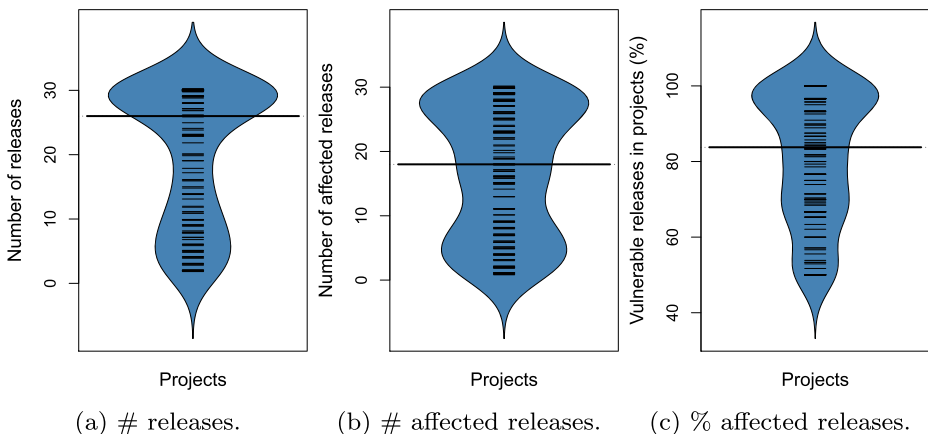 Number of releases
0 10 20 30
Projects
(a) # releases.
Number of affected releases
0 10 20 30
Projects
(b) # affected releases.
Vulnerable releases in projects (%)
40 60 80 100
Projects
(c) % affected releases.